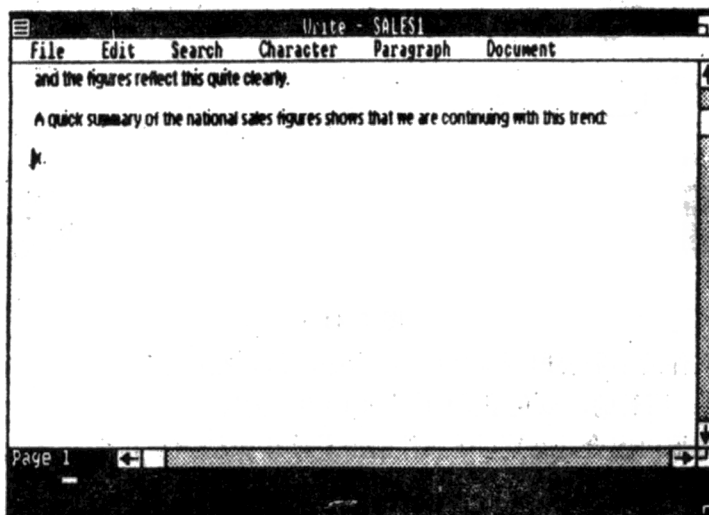 Write - SALES1
File Edit Search Character Paragraph Document
and the figures reflect this quite clearly.
A quick summary of the national sales figures shows that we are continuing with this trend:
Page 1